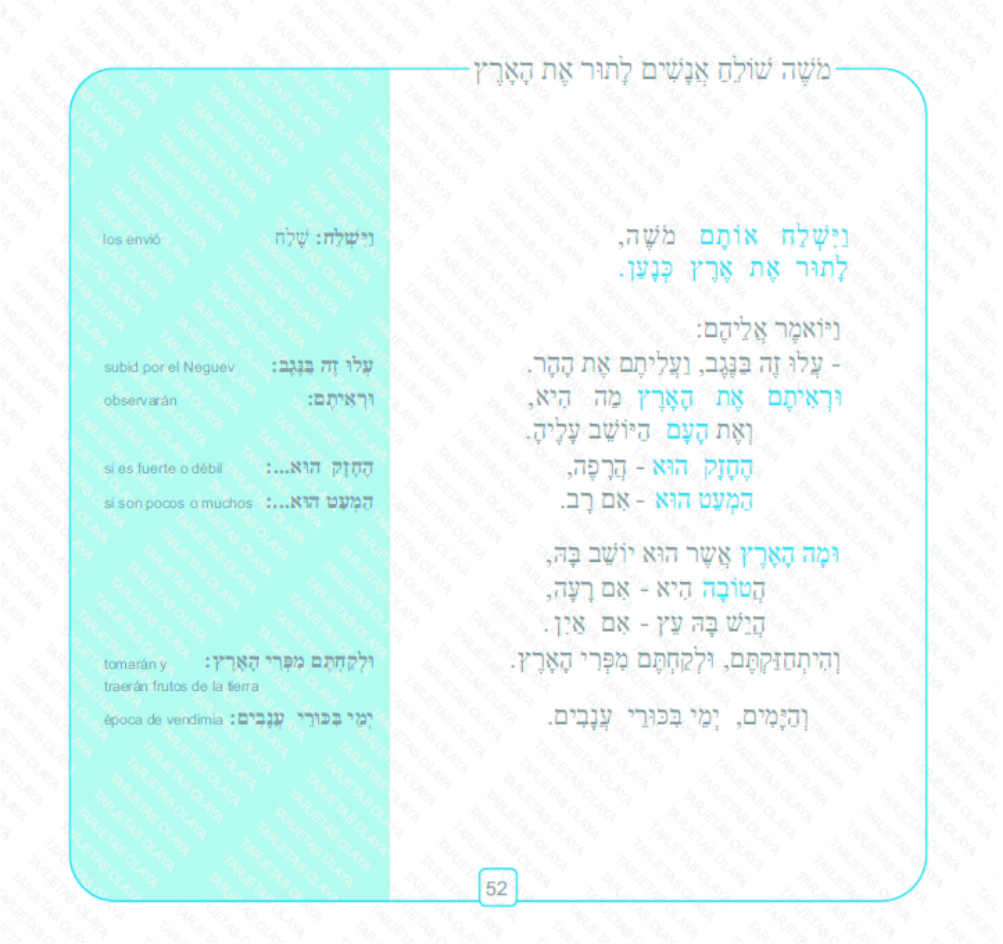 מֹשֶׁה שׁוֹלֵחַ אֲנָשִׁים לָתוּר אֶת הָאָרֶץ
וַיִּשְׁלַח אוֹתָם מֹשֶׁה,
לָתוּר אֶת אֶרֶץ כְּנָעַן.
וַיּוֹאמֶר אֲלֵיהֶם:
- עֲלוּ זֶה בַּנֶּגֶב, וַעֲלִיתֶם אֶת הָהָר.
וּרְאִיתֶם אֶת הָאָרֶץ מַה הִיא,
וְאֶת הָעָם הַיּוֹשֵׁב עָלֶיהָ.
הֶחָזָק הוּא - הֲרָפֶה,
הַמְעַט הוּא - אִם רָב.
וּמָה הָאָרֶץ אֲשֶׁר הוּא יוֹשֵׁב בָּהּ,
הֲטוֹבָה הִיא - אִם רָעָה,
הֲיֵשׁ בָּהּ עֵץ - אִם אַיִן.
וְהִיתְחַזַּקְתֶּם, וּלְקַחְתֶּם מִפְּרִי הָאָרֶץ.
וְהַיָּמִים, יְמֵי בִּכּוּרֵי עֲנָבִים.
וַיִּשְׁלַח: שָׁלַח los envió
עֲלוּ זֶה בַּנֶּגֶב: subid por el Neguev
וּרְאִיתֶם: observarán
הֶחָזָק הוּא...: si es fuerte o débil
הַמְעַט הוּא...: si son pocos o muchos
וּלְקַחְתֶּם מִפְּרִי הָאָרֶץ: tomarán y
traerán frutos de la tierra
יְמֵי בִּכּוּרֵי עֲנָבִים: época de vendimia
52
TARJETAS OLAYA